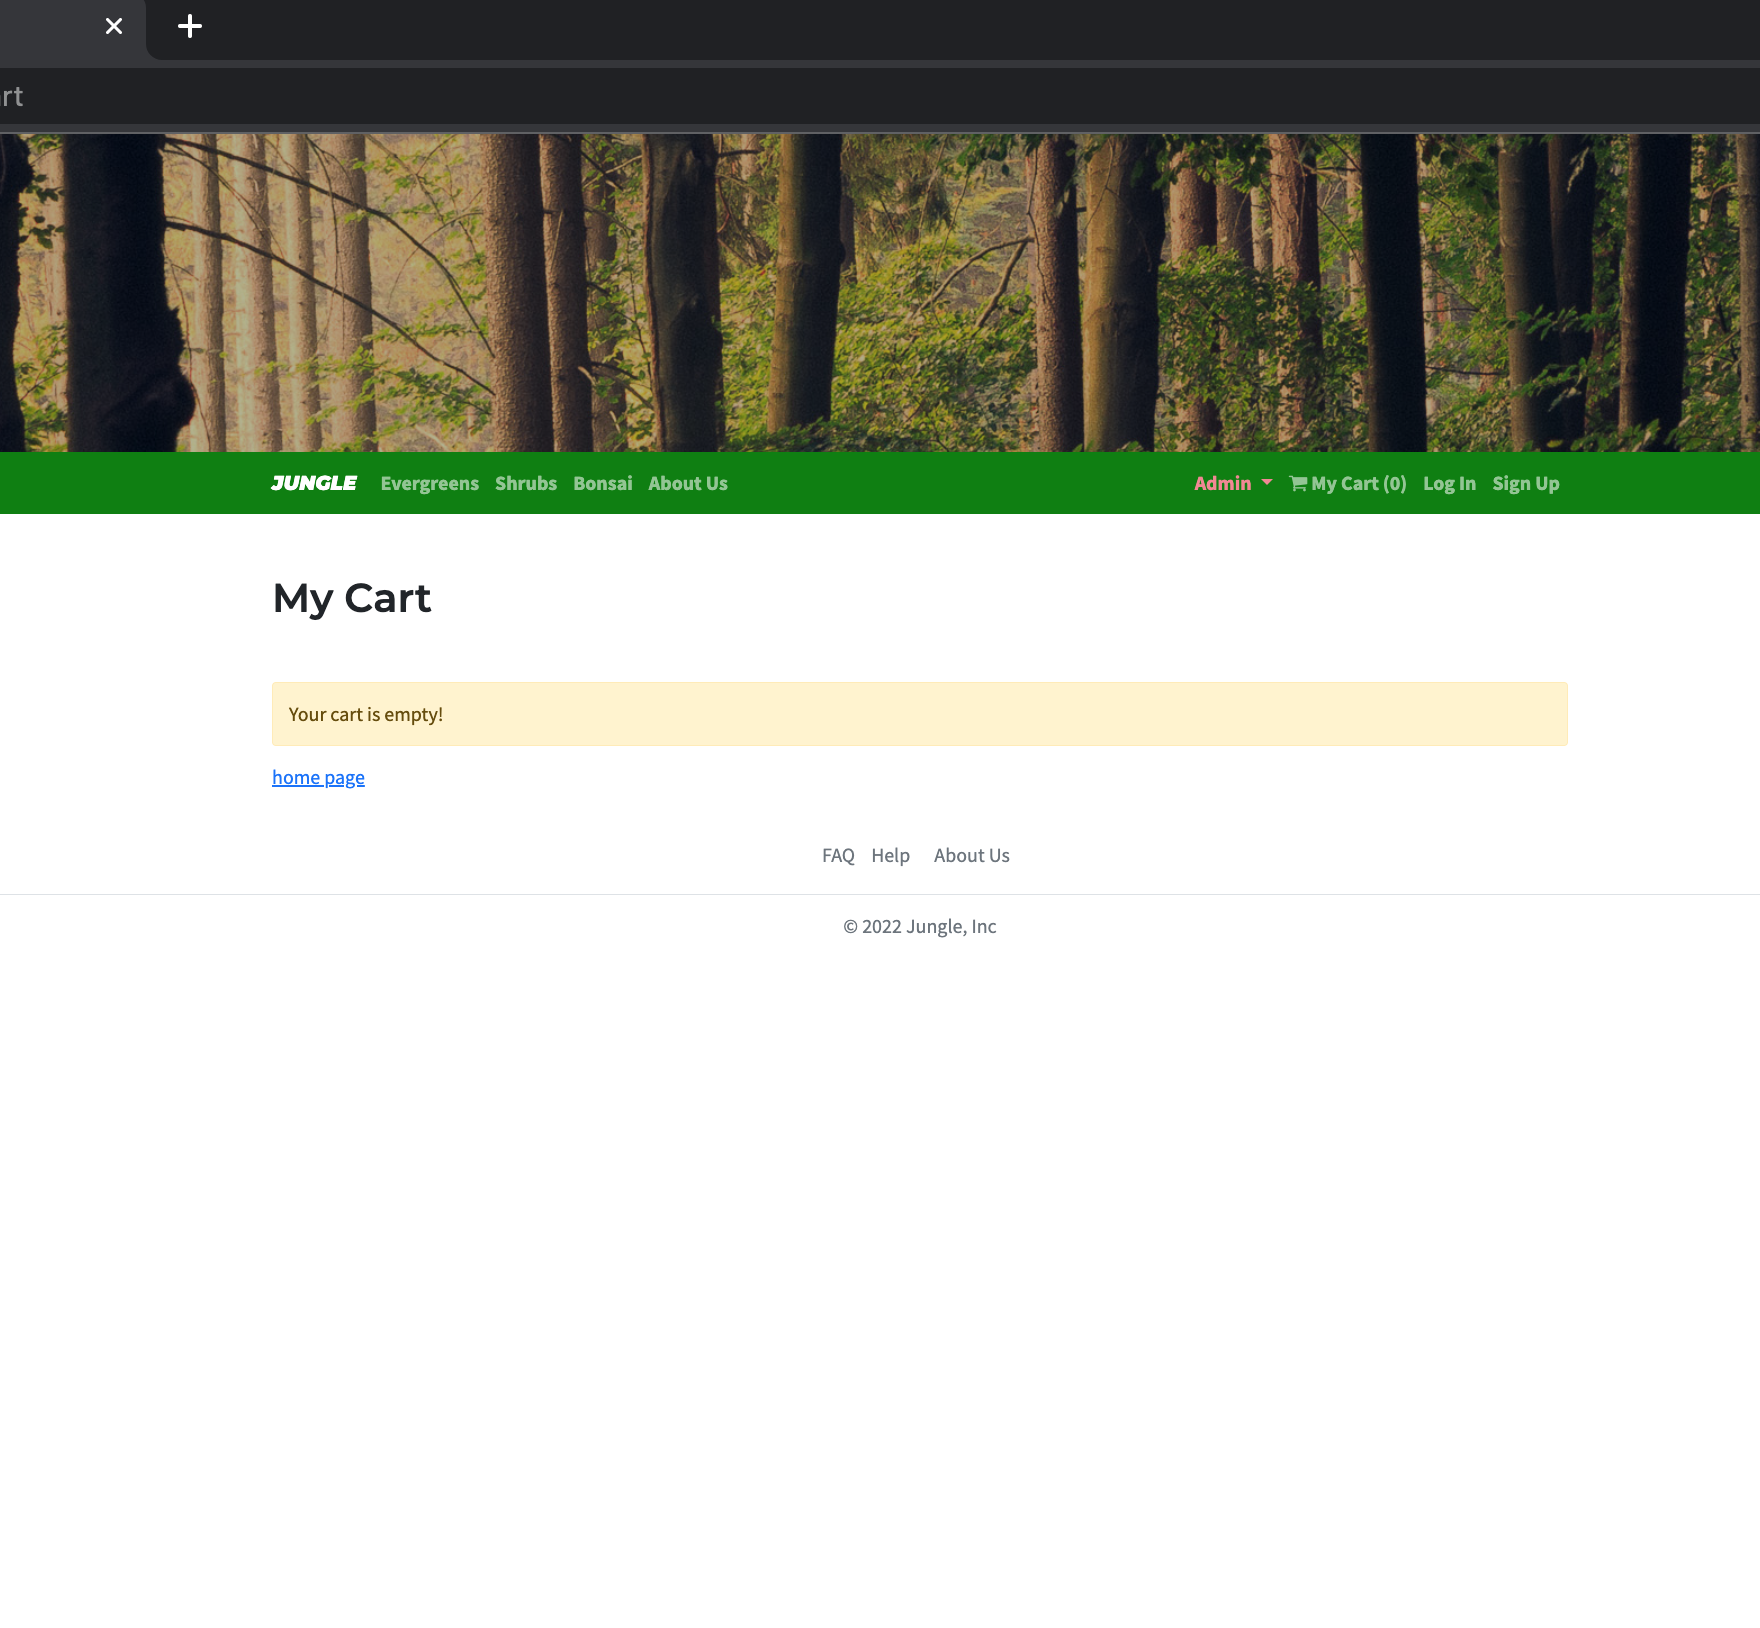 rt
JUNGLE Evergreens Shrubs Bonsai About Us Admin My Cart (0) Log In Sign Up
My Cart
Your cart is empty!
home page
FAQ Help About Us
© 2022 Jungle, Inc